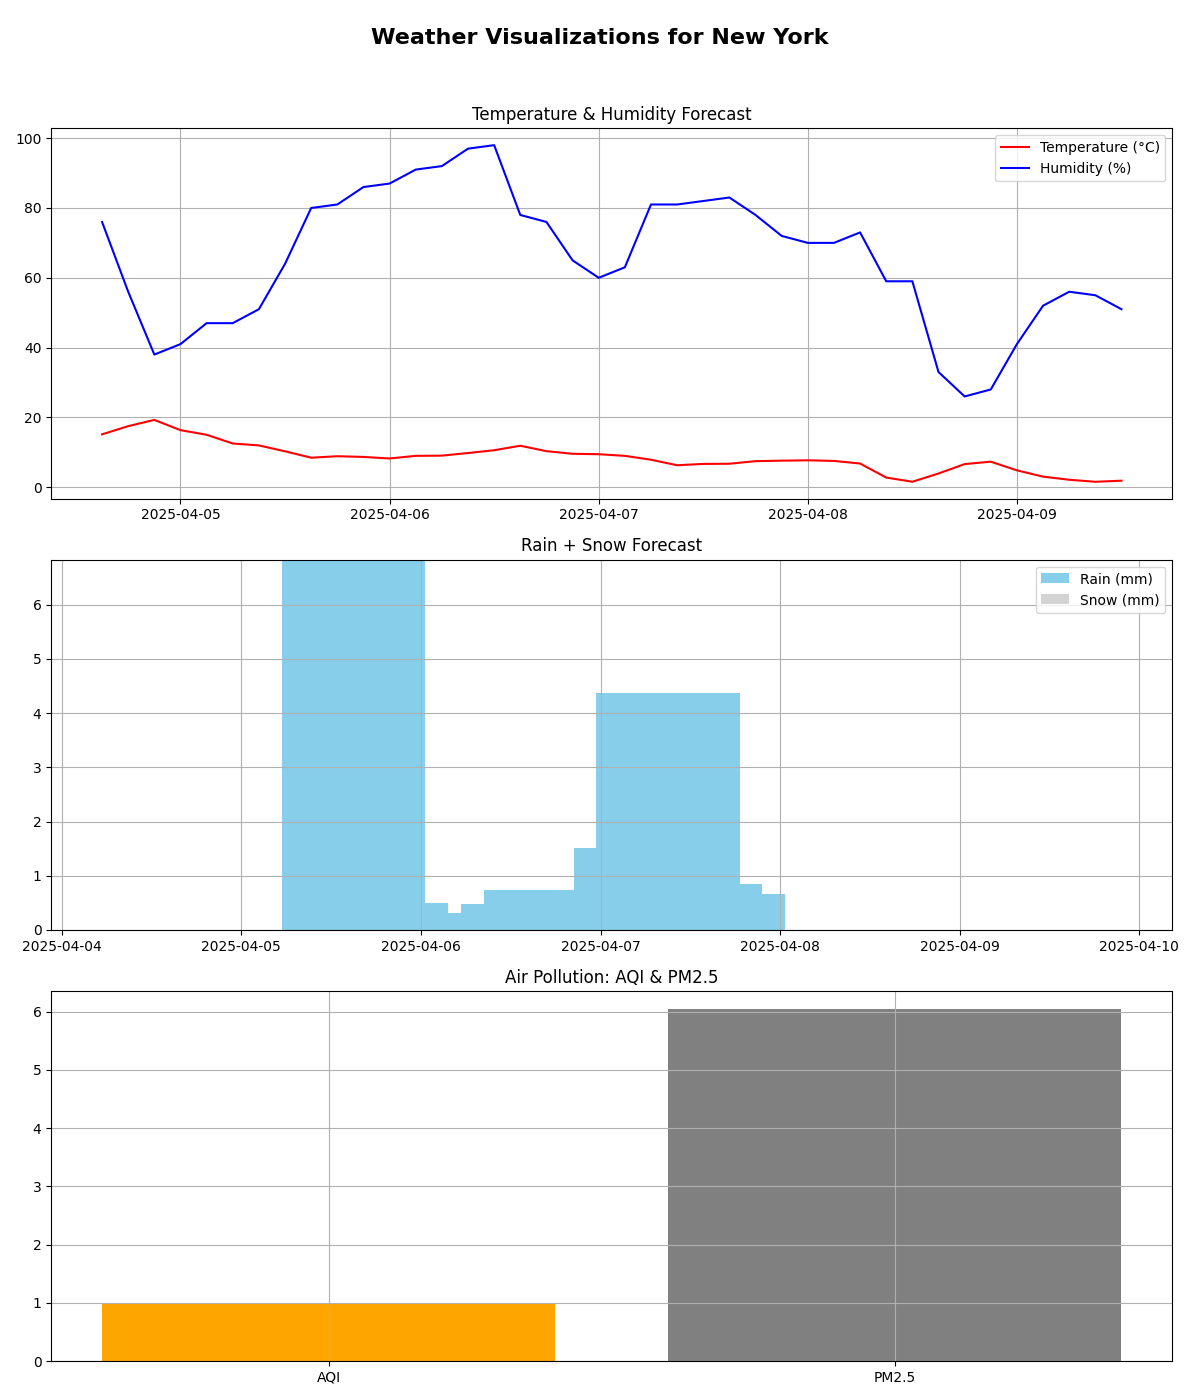 Weather Visualizations for New York
Temperature & Humidity Forecast
100
80
60
40
20
0
Temperature (°C)
Humidity (%)
2025-04-05 2025-04-06 2025-04-07 2025-04-08 2025-04-09
Rain + Snow Forecast
6
5
4
3
2
1
0
Rain (mm)
Snow (mm)
2025-04-04 2025-04-05 2025-04-06 2025-04-07 2025-04-08 2025-04-09 2025-04-10
Air Pollution: AQI & PM2.5
6
5
4
3
2
1
0
AQI PM2.5